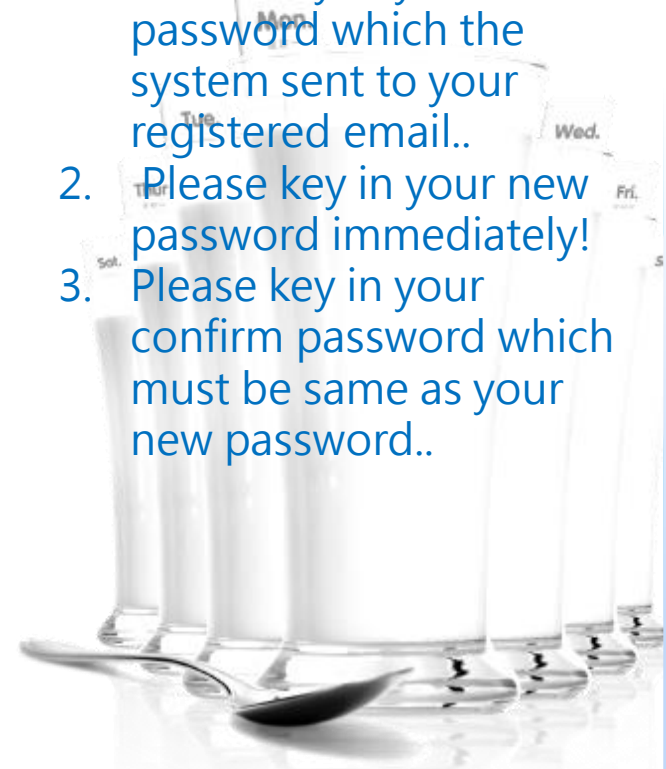 Mon.
password which the
system sent to your
Tue.
registered email..
Wed.
2. Please key in your new
Thur
Fri.
password immediately!
Sat.
3. Please key in your
confirm password which
must be same as your
new password..